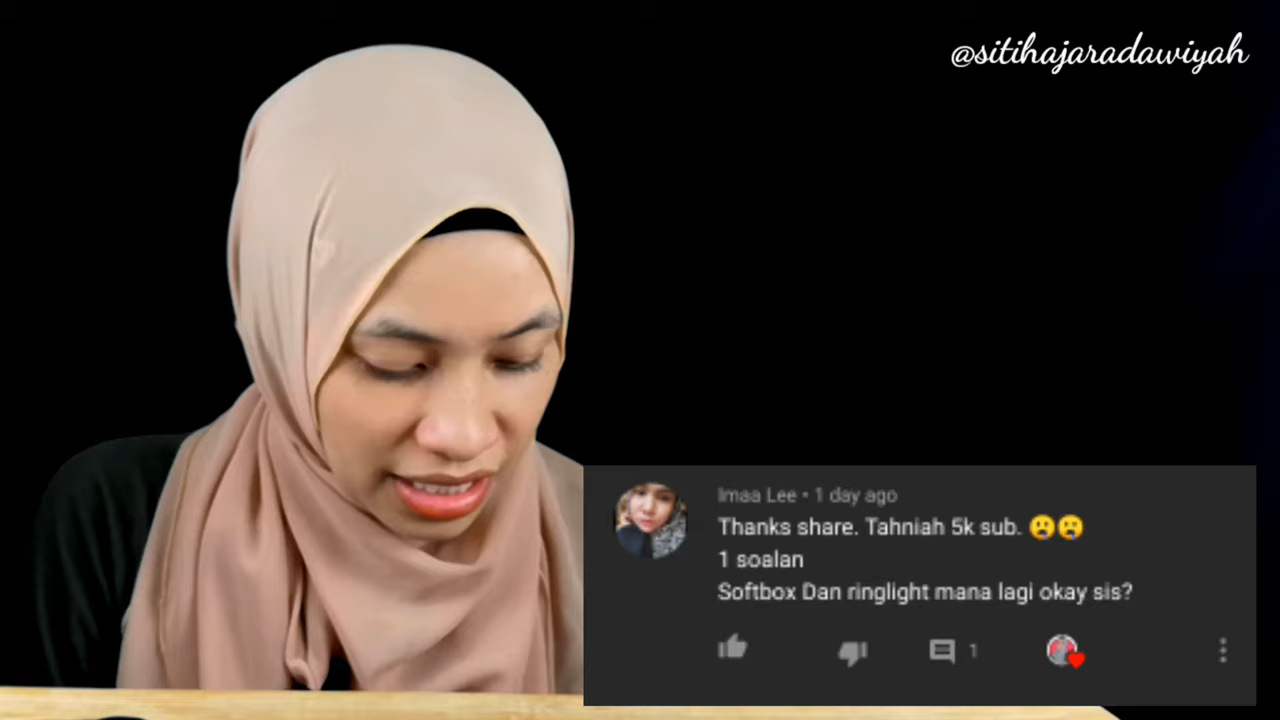 @sitihajaradawiyah
Imaa Lee • 1 day ago
Thanks share. Tahniah 5k sub. 😮😮
1 soalan
Softbox Dan ringlight mana lagi okay sis?
1